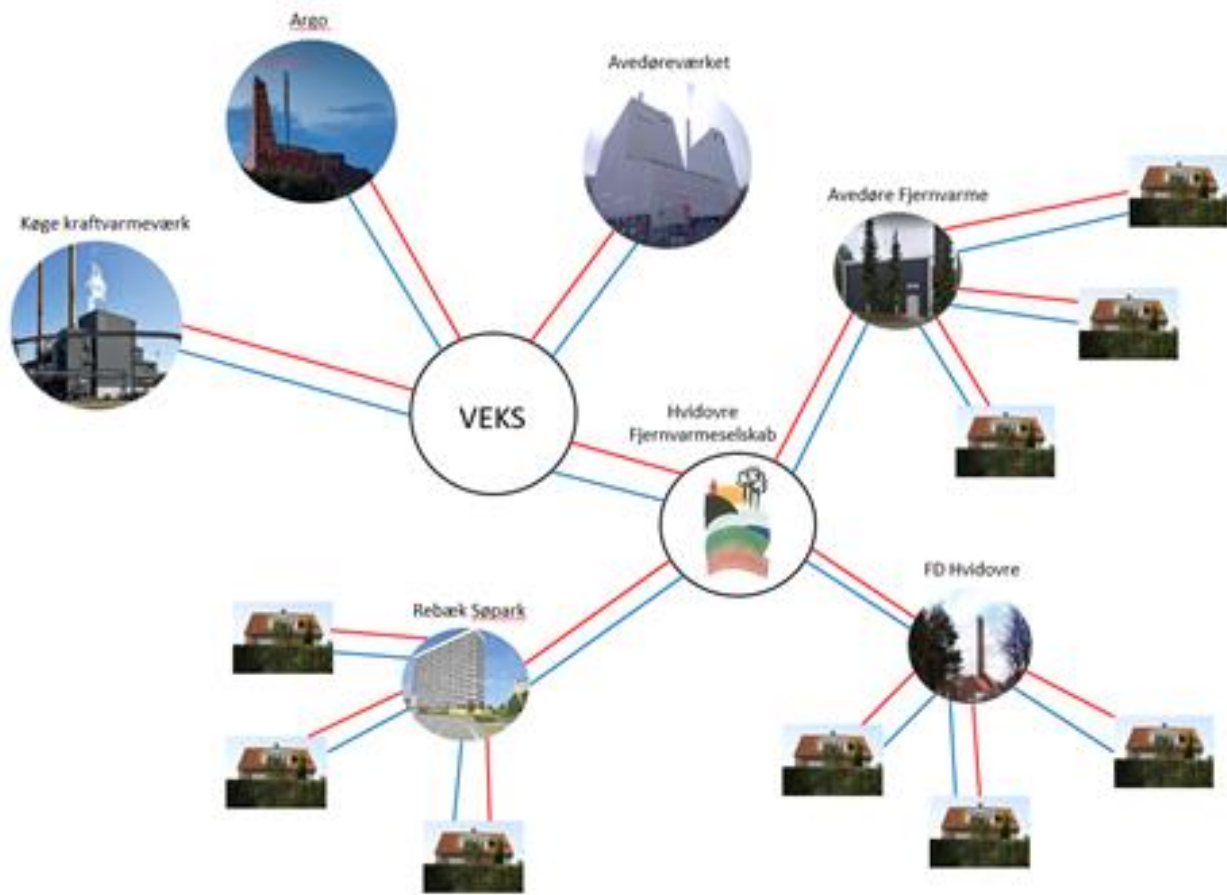 Argo
Avedøreværket
Avedøre Fjernvarme
Køge kraftvarmeværk
VEKS
Hvidovre
Fjernvarmeselskab
FD Hvidovre
Rebæk Søpark